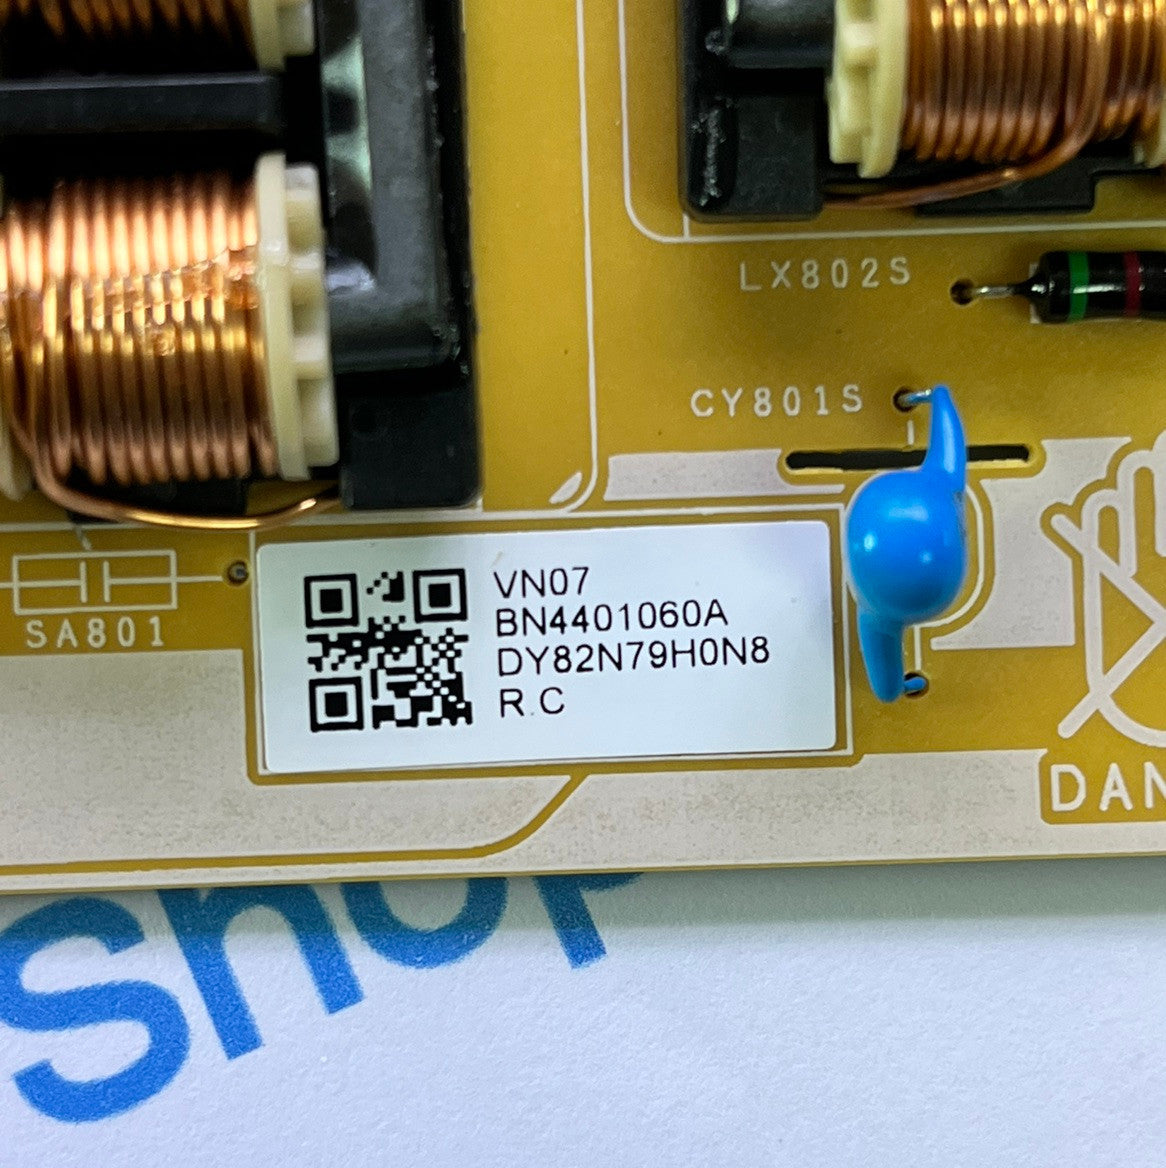 LX802S
CY801S
SA801
VN07
BN4401060A
DY82N79H0N8
R.C
DAN
shop